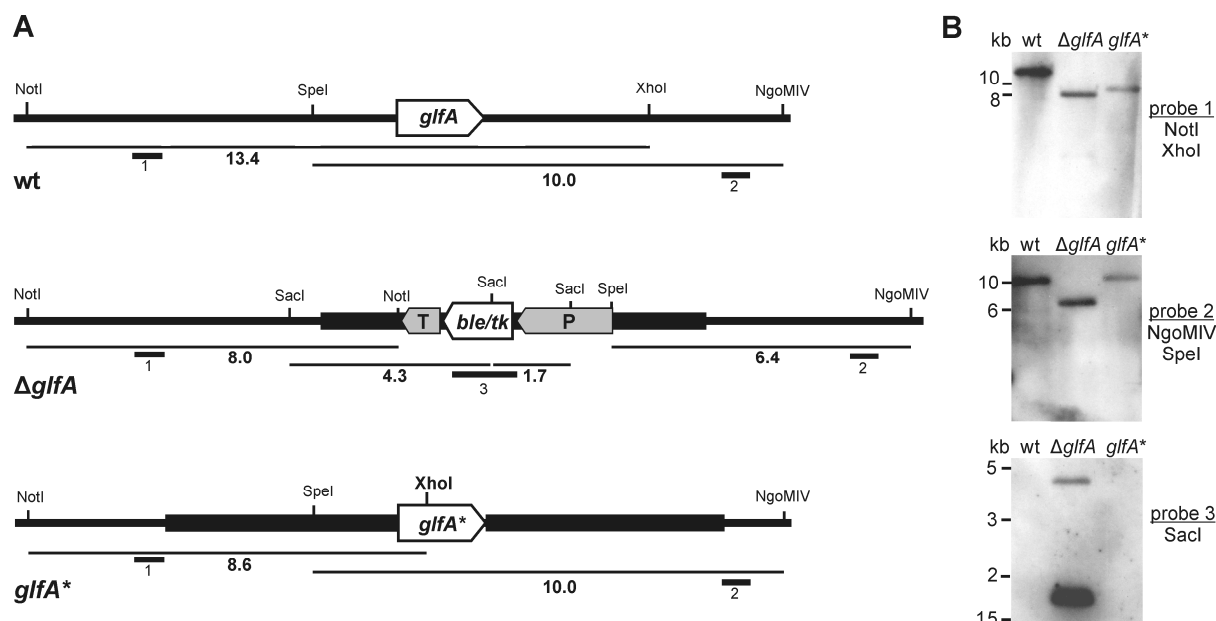 A
NotI SpeI XhoI NgoMIV
glfA
1 13.4
10.0 2
wt
NotI SacI NotI SacI SacI SpeI NgoMIV
T ble/tk P
1 8.0 4.3 3 1.7 6.4 2
ΔglfA
NotI SpeI XhoI NgoMIV
glfA*
1 8.6 10.0 2
glfA*
B
kb wt ΔglfA glfA*
10
8
probe 1
NotI
XhoI
kb wt ΔglfA glfA*
10
6
probe 2
NgoMIV
SpeI
kb wt ΔglfA glfA*
5
3
2
15
probe 3
SacI